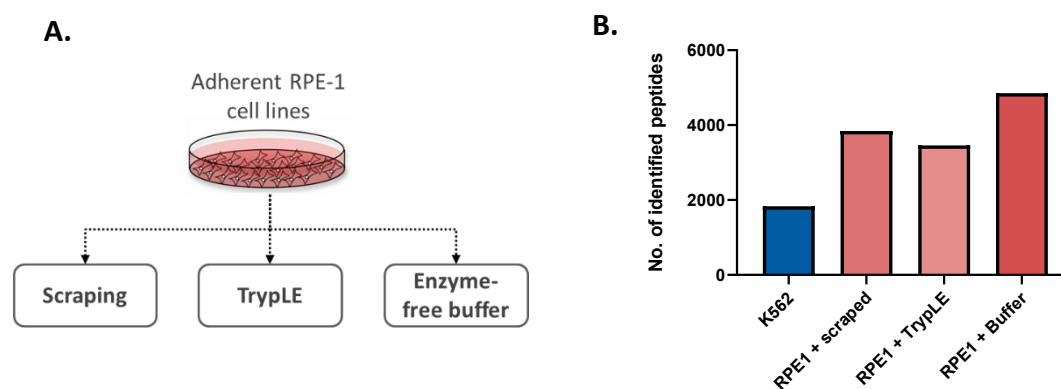 A.
Adherent RPE-1
cell lines
Scraping
TrypLE
Enzyme-
free buffer
B.
No. of identified peptides
6000
4000
2000
0
K562
RPE1 + scraped
RPE1 + TrypLE
RPE1 + Buffer